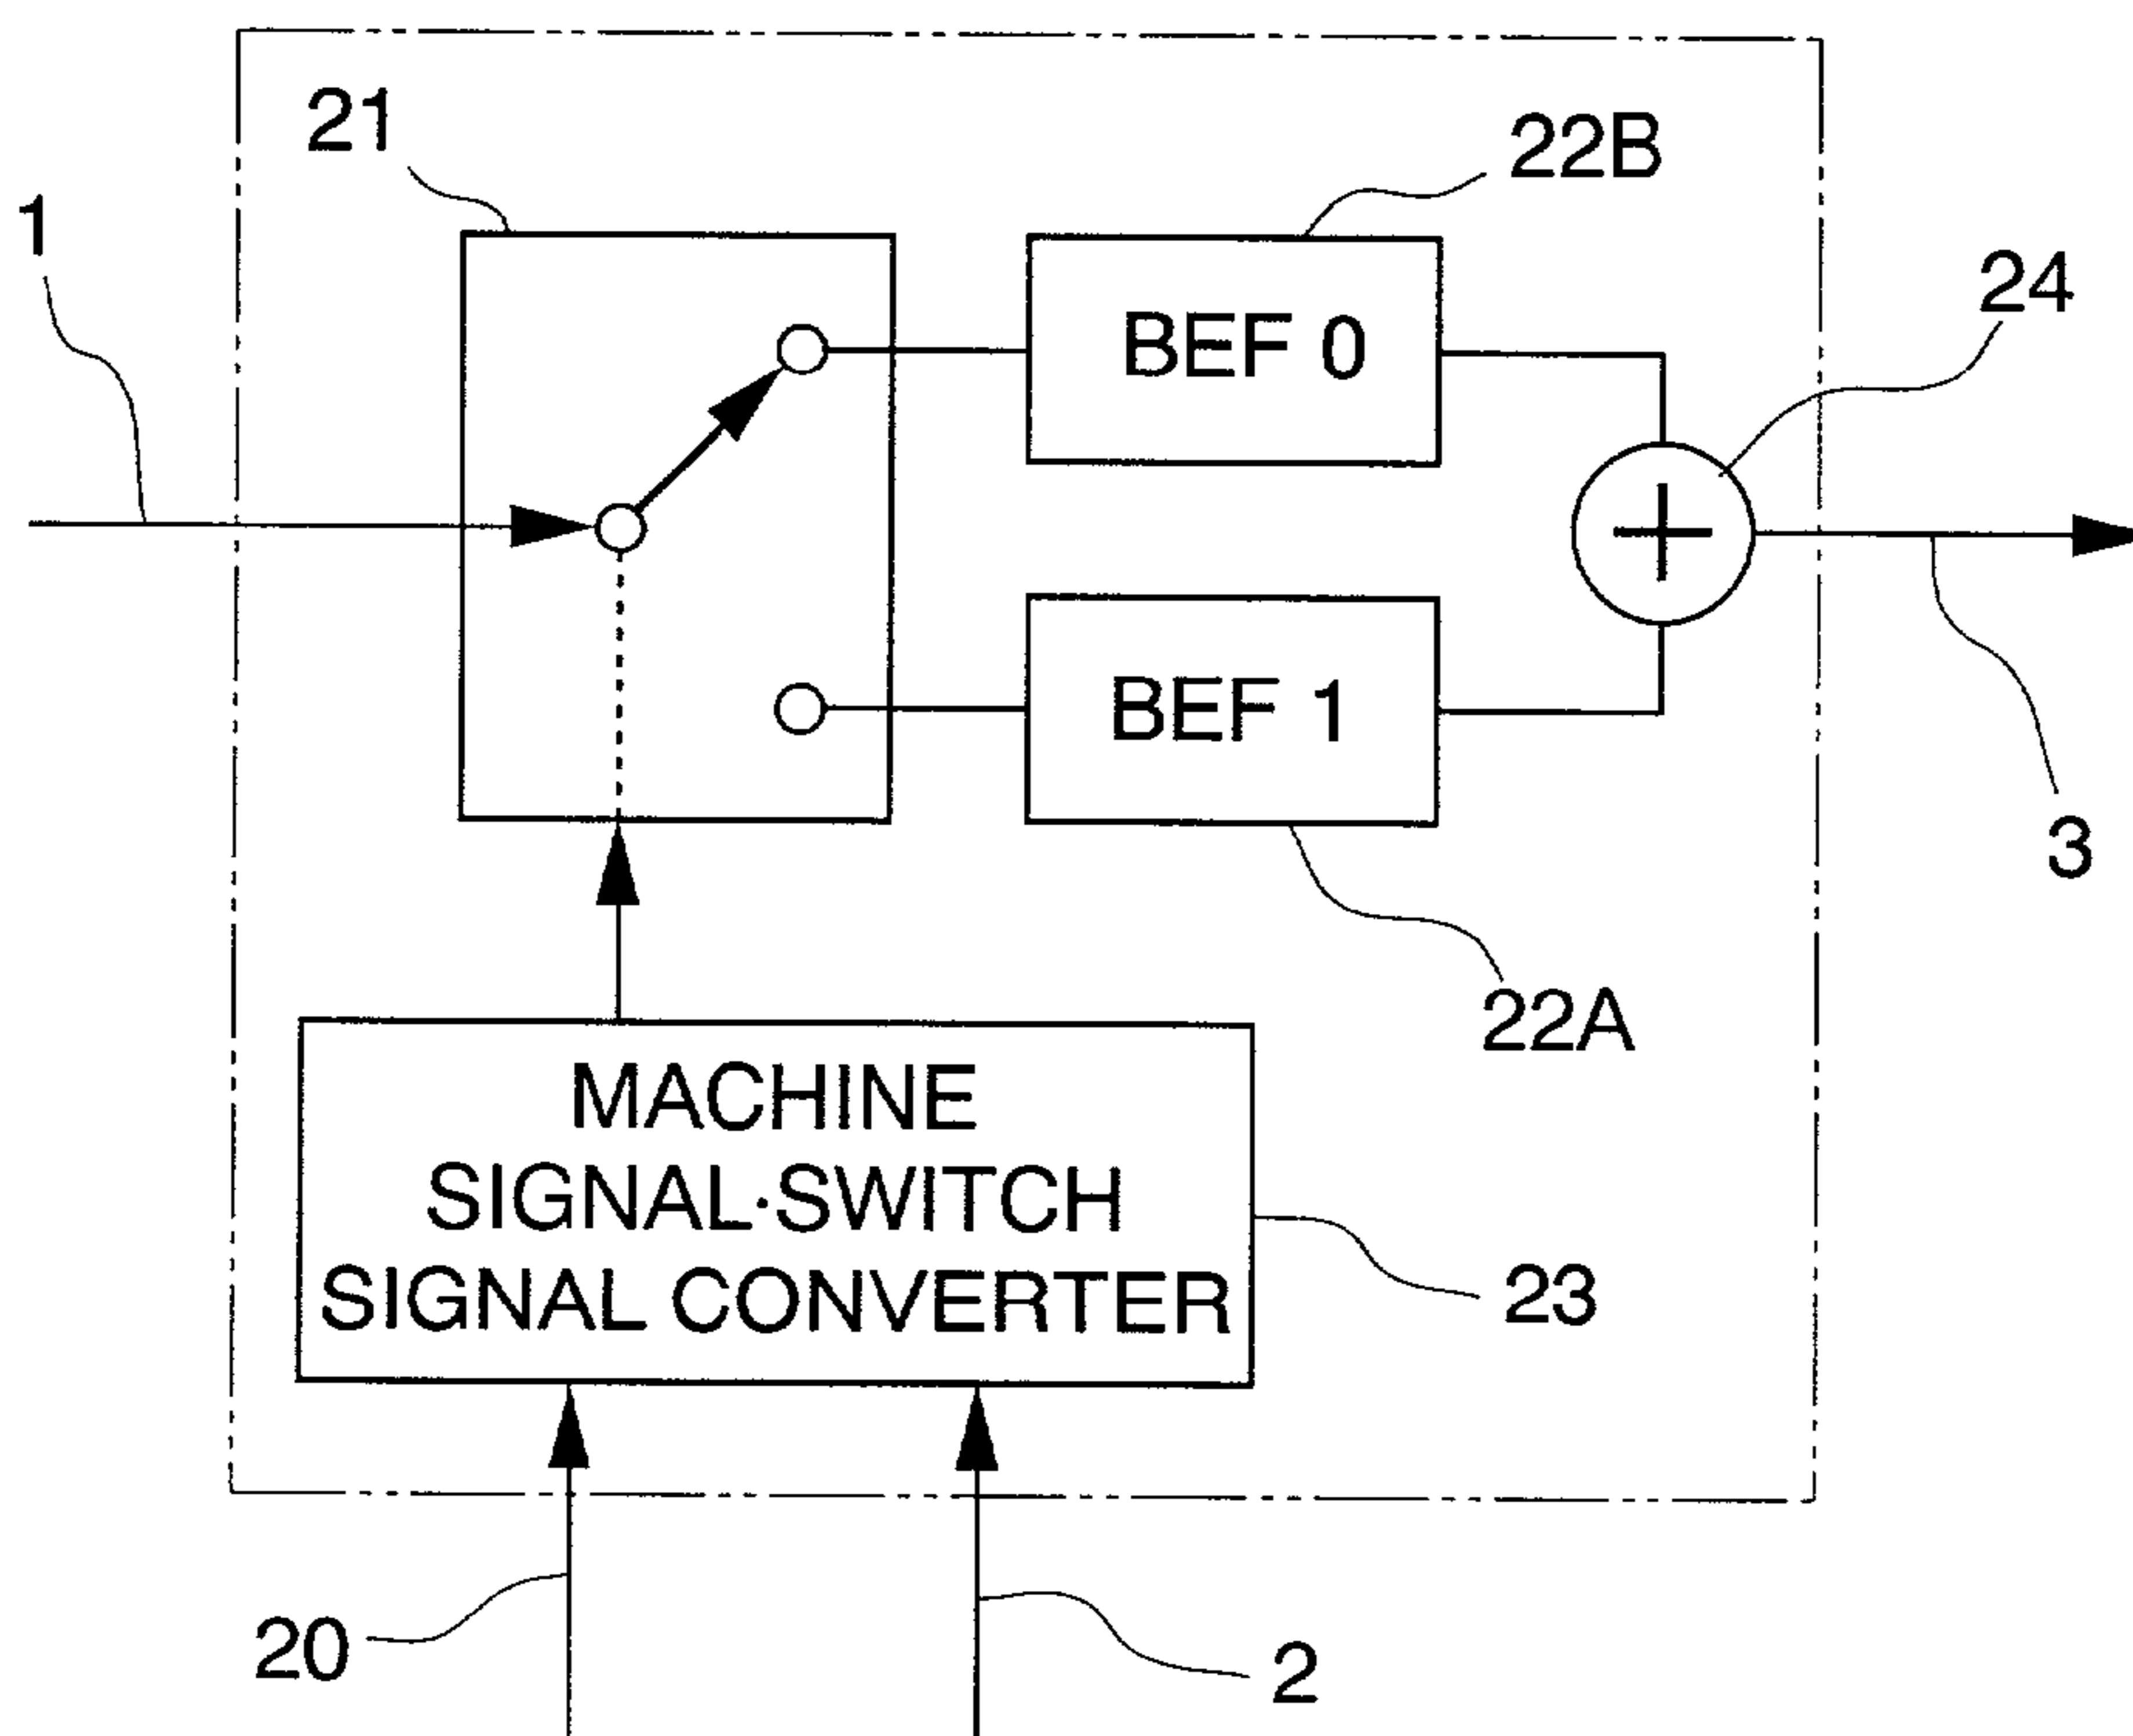 21
22B
1
24
BEF 0
BEF 1
3
22A
MACHINE
SIGNAL·SWITCH
SIGNAL CONVERTER
23
20
2